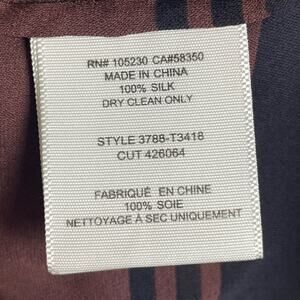 RN# 105230 CA#58350
MADE IN CHINA
100% SILK
DRY CLEAN ONLY
STYLE 3788-T3418
CUT 426064
FABRIQUÉ EN CHINE
100% SOIE
NETTOYAGE À SEC UNIQUEMENT